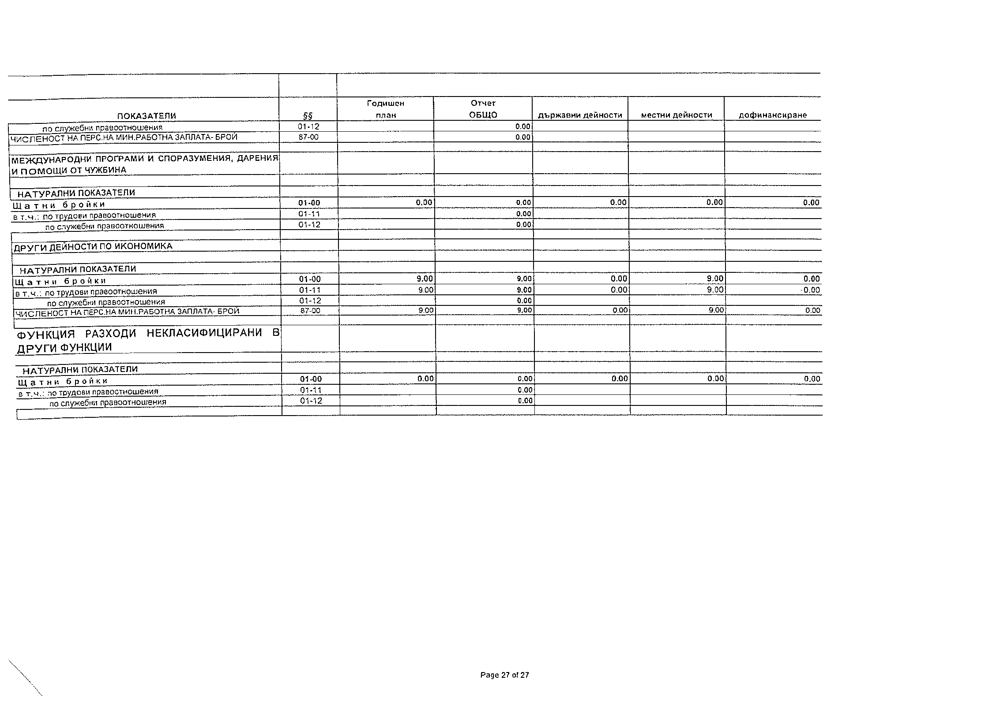 Годишен Отчет
ПОКАЗАТЕЛИ §§ план ОБЩО държавни дейности местни дейности дофинансиране
по служебни правоотношения 01-12 0.00
ЧИСЛЕНОСТ НА ПЕРС.НА МИН.РАБОТНА ЗАПЛАТА- БРОЙ 87-00 0.00
МЕЖДУНАРОДНИ ПРОГРАМИ И СПОРАЗУМЕНИЯ, ДАРЕНИЯ
И ПОМОЩИ ОТ ЧУЖБИНА
НАТУРАЛНИ ПОКАЗАТЕЛИ
Щатни бройки 01-00 0.00 0.00 0.00 0.00 0.00
в т.ч.: по трудови правоотношения 01-11 0.00
по служебни правоотношения 01-12 0.00
ДРУГИ ДЕЙНОСТИ ПО ИКОНОМИКА
НАТУРАЛНИ ПОКАЗАТЕЛИ
Щатни бройки 01-00 9.00 9.00 0.00 9.00 0.00
в т.ч.: по трудови правоотношения 01-11 9.00 9.00 0.00 9.00 0.00
по служебни правоотношения 01-12 0.00
ЧИСЛЕНОСТ НА ПЕРС.НА МИН.РАБОТНА ЗАПЛАТА- БРОЙ 87-00 9.00 9.00 0.00 9.00 0.00
ФУНКЦИЯ РАЗХОДИ НЕКЛАСИФИЦИРАНИ В
ДРУГИ ФУНКЦИИ
НАТУРАЛНИ ПОКАЗАТЕЛИ
Щатни бройки 01-00 0.00 0.00 0.00 0.00 0.00
в т.ч.: по трудови правоотношения 01-11 0.00
по служебни правоотношения 01-12 0.00
Page 27 of 27